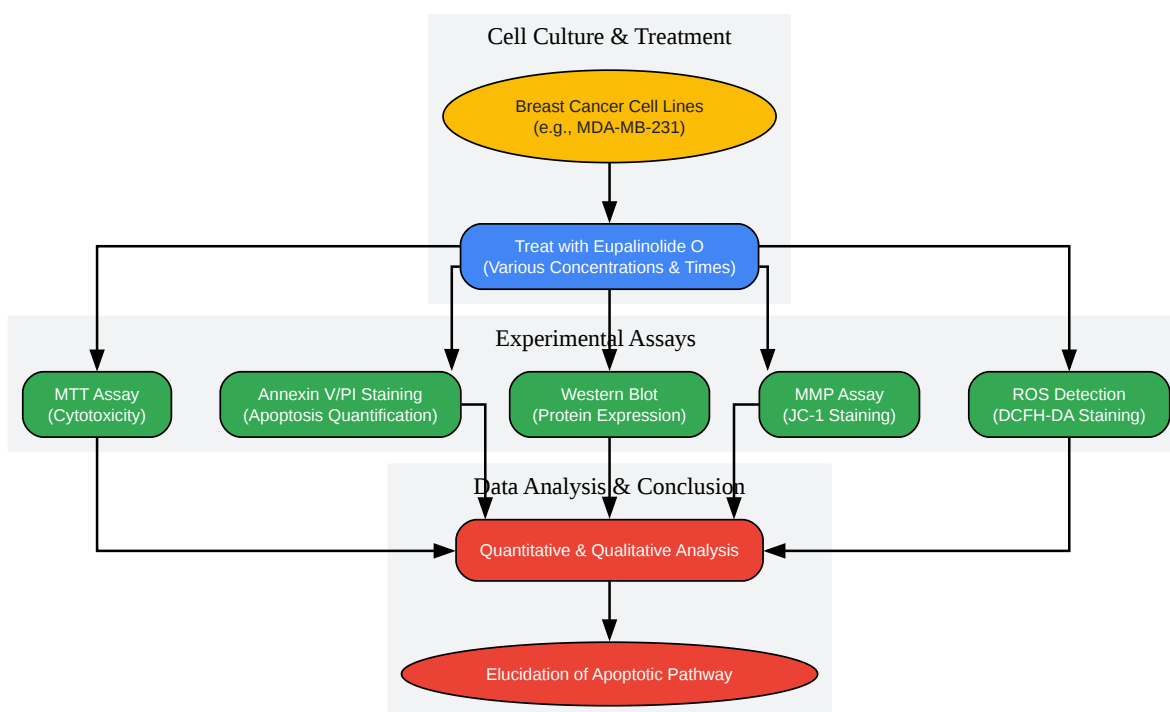 Cell Culture & Treatment
Breast Cancer Cell Lines
(e.g., MDA-MB-231)
Treat with Eupalinolide O
(Various Concentrations & Times)
Experimental Assays
MTT Assay
(Cytotoxicity)
Annexin V/PI Staining
(Apoptosis Quantification)
Western Blot
(Protein Expression)
MMP Assay
(JC-1 Staining)
ROS Detection
(DCFH-DA Staining)
Data Analysis & Conclusion
Quantitative & Qualitative Analysis
Elucidation of Apoptotic Pathway